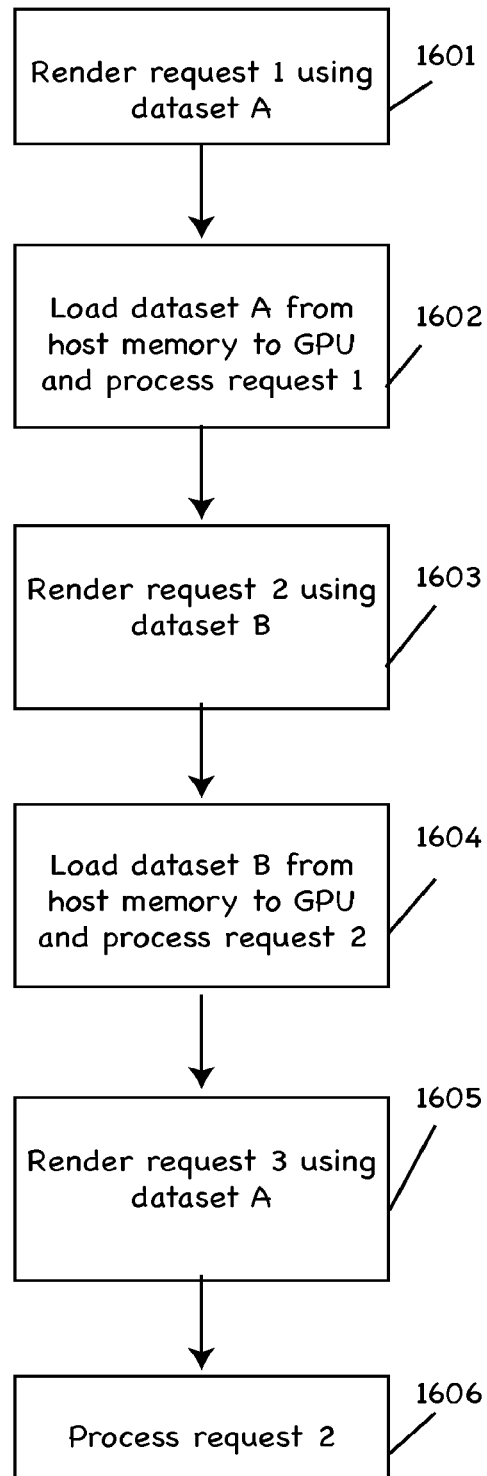 Render request 1 using
dataset A
1601
Load dataset A from
host memory to GPU
and process request 1
1602
Render request 2 using
dataset B
1603
Load dataset B from
host memory to GPU
and process request 2
1604
Render request 3 using
dataset A
1605
Process request 2
1606